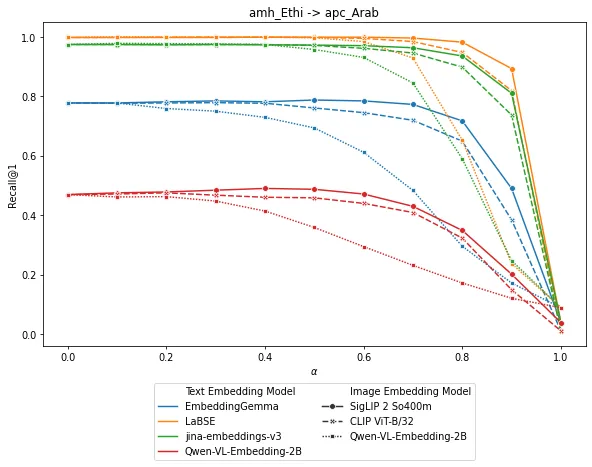 amh_Ethi -> apc_Arab
Recall@1
1.0
0.8
0.6
0.4
0.2
0.0
0.0 0.2 0.4 0.6 0.8 1.0
α
Text Embedding Model Image Embedding Model
EmbeddingGemma SigLIP 2 So400m
LaBSE CLIP ViT-B/32
jina-embeddings-v3 Qwen-VL-Embedding-2B
Qwen-VL-Embedding-2B